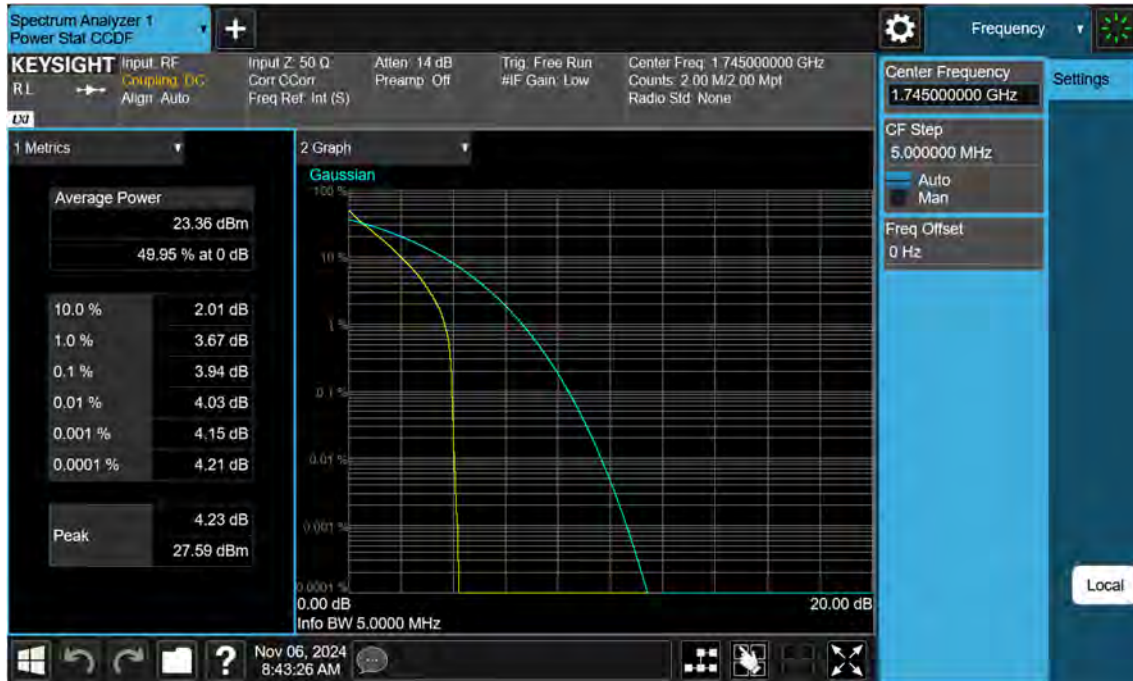 Spectrum Analyzer 1
Power Stat CCDF
+
Frequency
KEYSIGHT
RL
LXI
Input: RF
Coupling: DC
Align: Auto
Input Z: 50 Ω
Corr CCorr
Freq Ref: Int (S)
Atten: 14 dB
Preamp: Off
Trig: Free Run
#IF Gain: Low
Center Freq: 1.745000000 GHz
Counts: 2.00 M/2.00 Mpt
Radio Std: None
Center Frequency
1.745000000 GHz
Settings
CF Step
5.000000 MHz
Auto
Man
Freq Offset
0 Hz
1 Metrics
Average Power
23.36 dBm
49.95 % at 0 dB
10.0 % 2.01 dB
1.0 % 3.67 dB
0.1 % 3.94 dB
0.01 % 4.03 dB
0.001 % 4.15 dB
0.0001 % 4.21 dB
Peak
4.23 dB
27.59 dBm
2 Graph
Gaussian
100 %
10 %
1 %
0.1 %
0.01 %
0.001 %
0.0001 %
0.00 dB 20.00 dB
Info BW 5.0000 MHz
Local
?
Nov 06, 2024
8:43:26 AM